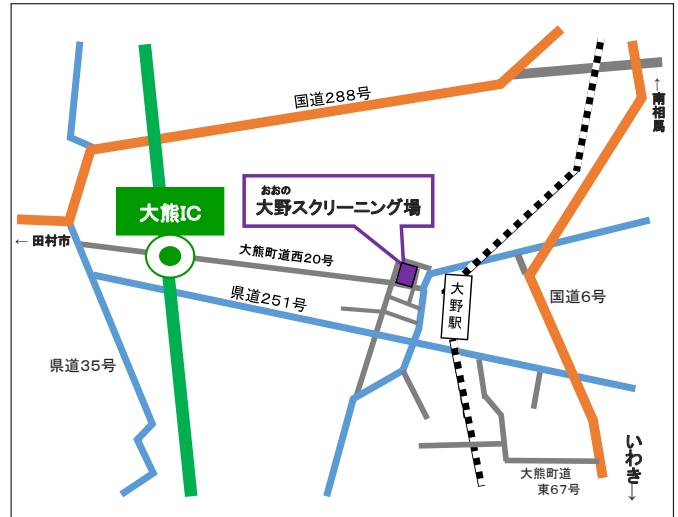 国道288号
↑
南相馬
おおの
大野スクリーニング場
大熊IC
← 田村市
大熊町道西20号
県道251号
大野駅
国道6号
県道35号
いわき
↓
大熊町道
東67号